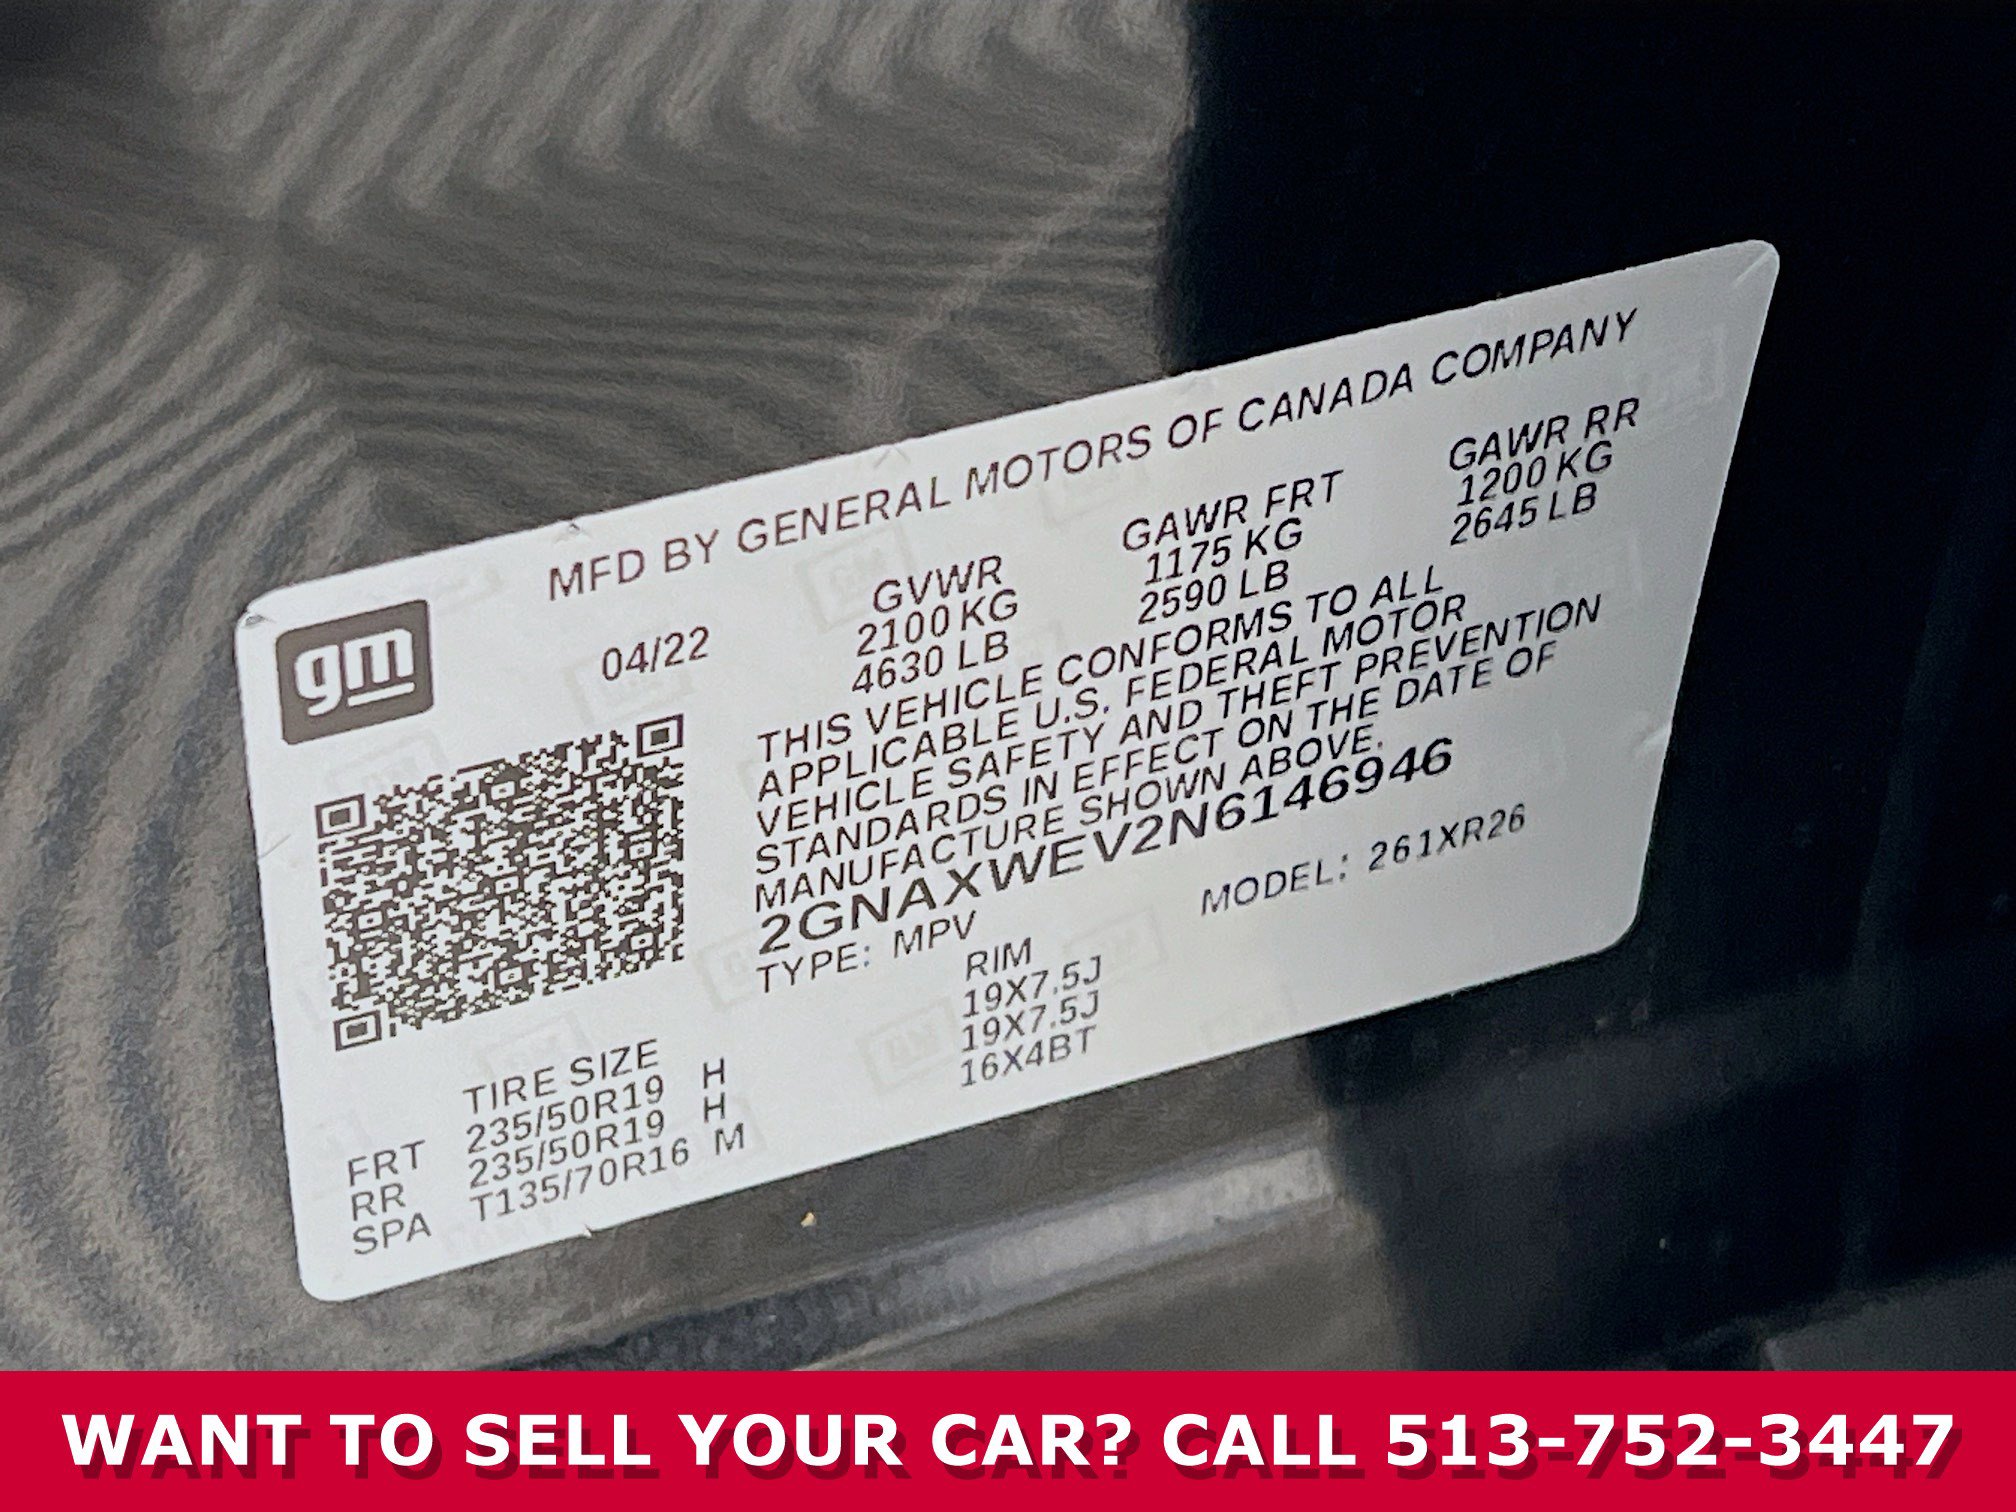 MFD BY GENERAL MOTORS OF CANADA COMPANY
gm
04/22
GVWR
2100 KG
4630 LB
GAWR FRT
1175 KG
2590 LB
GAWR RR
1200 KG
2645 LB
THIS VEHICLE CONFORMS TO ALL
APPLICABLE U.S. FEDERAL MOTOR
VEHICLE SAFETY AND THEFT PREVENTION
STANDARDS IN EFFECT ON THE DATE OF
MANUFACTURE SHOWN ABOVE.
2GNAXWEV2N6146946
TYPE: MPV
MODEL: 261XR26
TIRE SIZE RIM
FRT 235/50R19 H 19X7.5J
RR 235/50R19 H 19X7.5J
SPA T135/70R16 M 16X4BT
WANT TO SELL YOUR CAR? CALL 513-752-3447